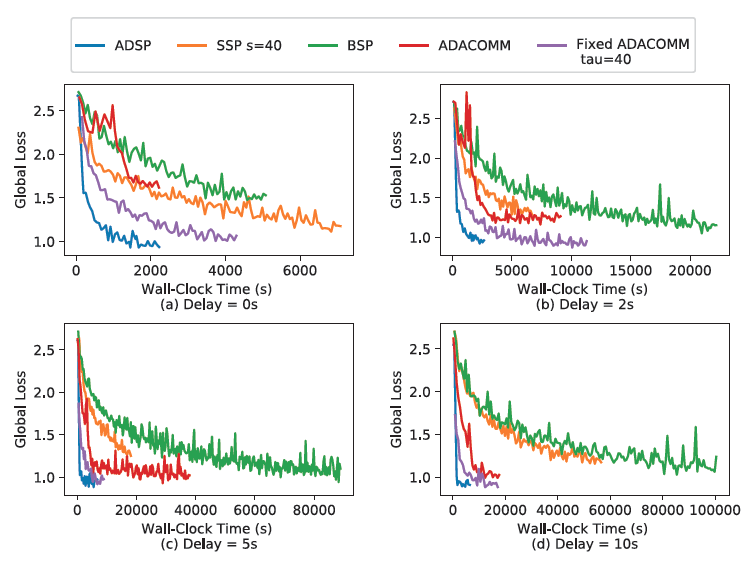 ADSP
SSP s=40
BSP
ADACOMM
Fixed ADACOMM
tau=40
Global Loss
2.5
2.0
1.5
1.0
0
2000
4000
6000
Wall-Clock Time (s)
(a) Delay = 0s
Global Loss
2.5
2.0
1.5
1.0
0
5000
10000
15000
20000
Wall-Clock Time (s)
(b) Delay = 2s
Global Loss
2.5
2.0
1.5
1.0
0
20000
40000
60000
80000
Wall-Clock Time (s)
(c) Delay = 5s
Global Loss
2.5
2.0
1.5
1.0
0
20000
40000
60000
80000
100000
Wall-Clock Time (s)
(d) Delay = 10s